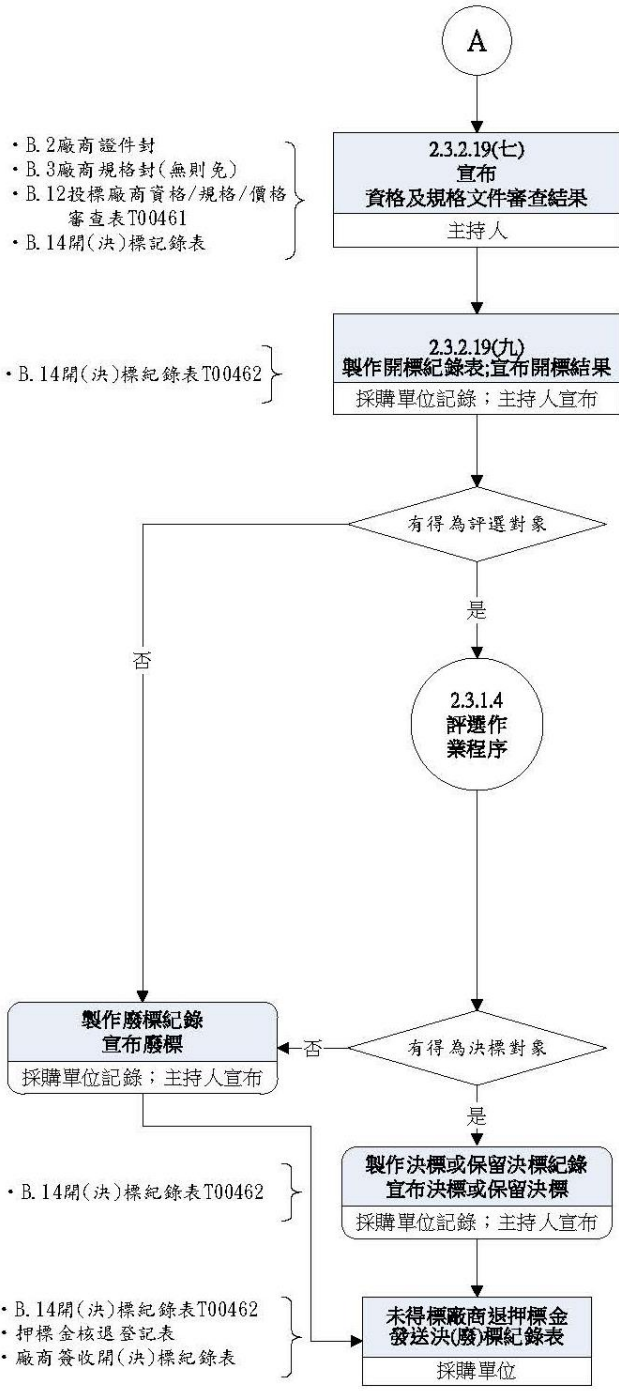 A
・B.2廠商證件封
・B.3廠商規格封(無則免)
・B.12投標廠商資格/規格/價格
審查表T00461
・B.14開(決)標記錄表
2.3.2.19(七)
宣布
資格及規格文件審查結果
主持人
・B.14開(決)標紀錄表T00462
2.3.2.19(九)
製作開標紀錄表;宣布開標結果
採購單位記錄；主持人宣布
有得為評選對象
是
否
2.3.1.4
評選作
業程序
製作廢標紀錄
宣布廢標
採購單位記錄；主持人宣布
否
有得為決標對象
是
・B.14開(決)標紀錄表T00462
製作決標或保留決標紀錄
宣布決標或保留決標
採購單位記錄；主持人宣布
・B.14開(決)標紀錄表T00462
・押標金核退登記表
・廠商簽收開(決)標紀錄表
未得標廠商退押標金
發送決(廢)標紀錄表
採購單位